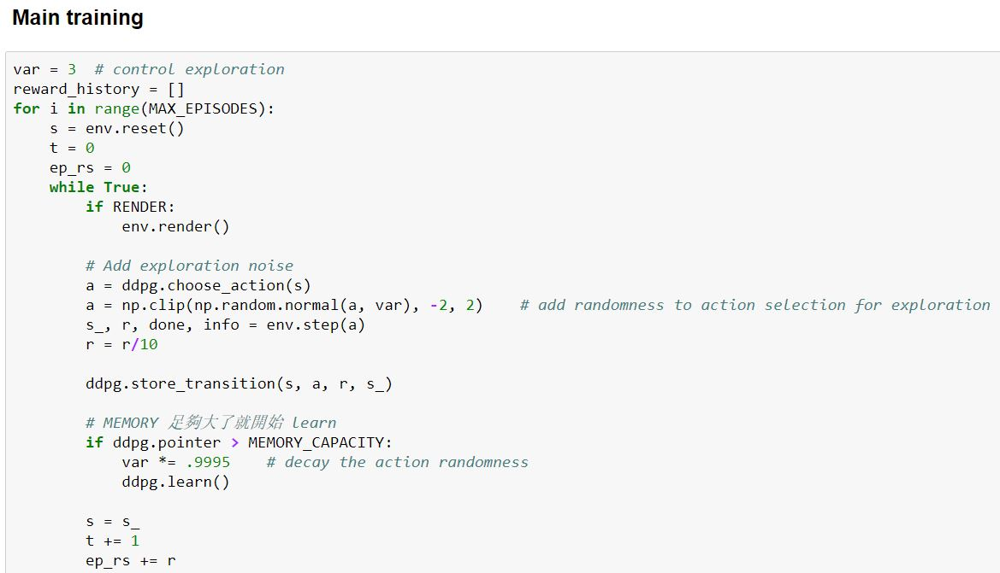 Main training
var = 3  # control exploration
reward_history = []
for i in range(MAX_EPISODES):
    s = env.reset()
    t = 0
    ep_rs = 0
    while True:
        if RENDER:
            env.render()
        # Add exploration noise
        a = ddpg.choose_action(s)
        a = np.clip(np.random.normal(a, var), -2, 2)    # add randomness to action selection for exploration
        s_, r, done, info = env.step(a)
        r = r/10
        ddpg.store_transition(s, a, r, s_)
        # MEMORY 足夠大了就開始 learn
        if ddpg.pointer > MEMORY_CAPACITY:
            var *= .9995    # decay the action randomness
            ddpg.learn()
        s = s_
        t += 1
        ep_rs += r